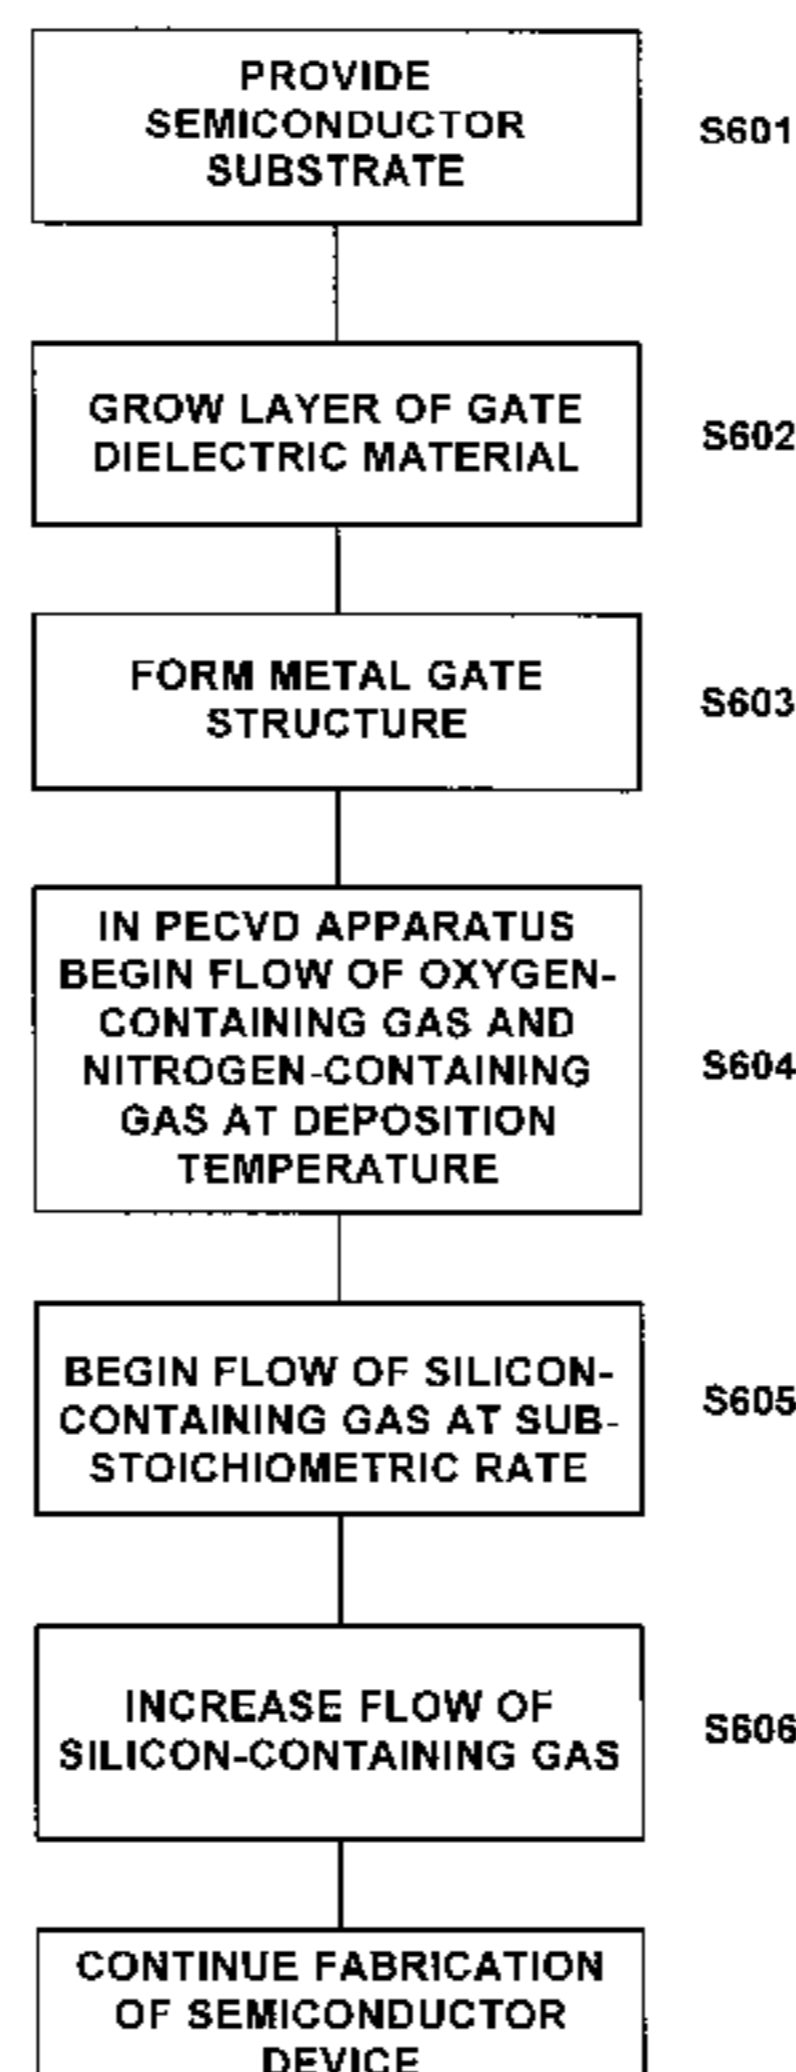 PROVIDE
SEMICONDUCTOR
SUBSTRATE
S601
GROW LAYER OF GATE
DIELECTRIC MATERIAL
S602
FORM METAL GATE
STRUCTURE
S603
IN PECVD APPARATUS
BEGIN FLOW OF OXYGEN-
CONTAINING GAS AND
NITROGEN-CONTAINING
GAS AT DEPOSITION
TEMPERATURE
S604
BEGIN FLOW OF SILICON-
CONTAINING GAS AT SUB-
STOICHIOMETRIC RATE
S605
INCREASE FLOW OF
SILICON-CONTAINING GAS
S606
CONTINUE FABRICATION
OF SEMICONDUCTOR
DEVICE